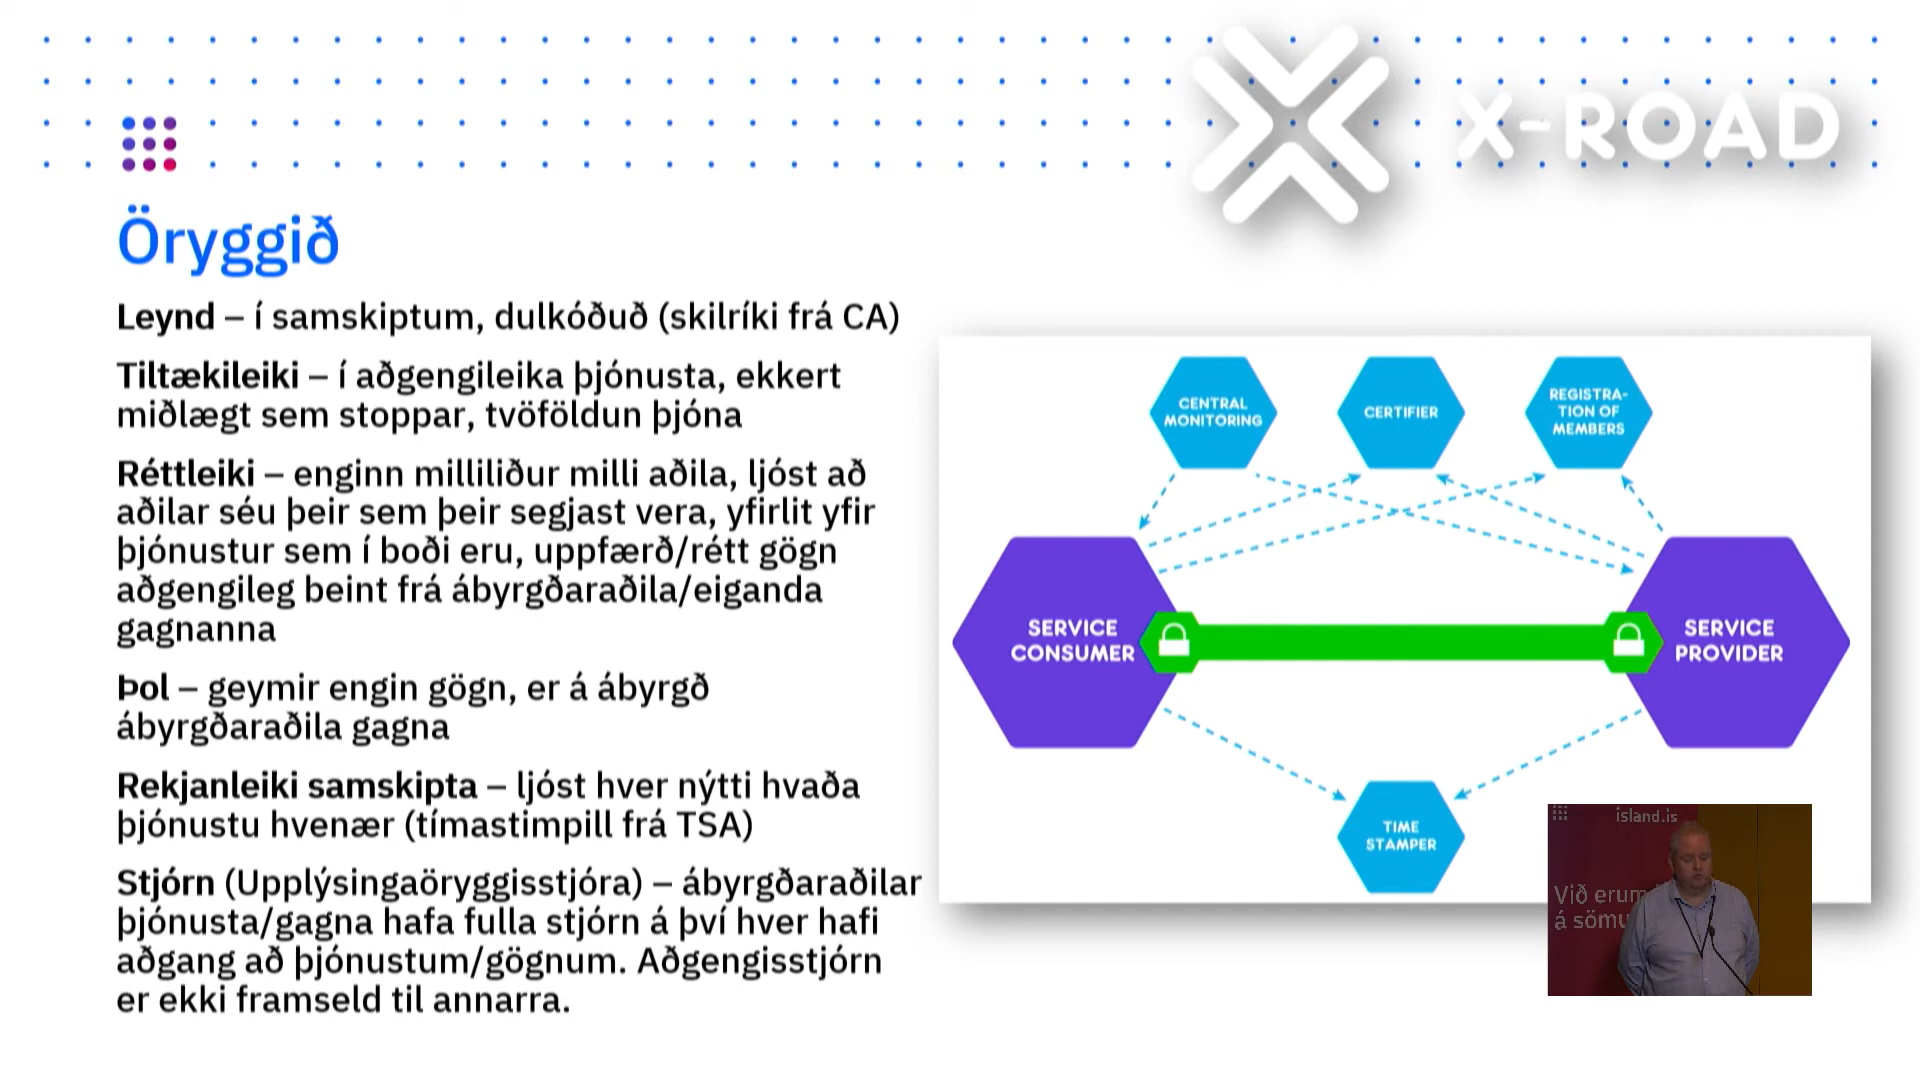 X-ROAD
Öryggið
Leynd – í samskiptum, dulkóðuð (skilríki frá CA)
Tiltækileiki – í aðgengileika þjónusta, ekkert
miðlægt sem stoppar, tvöföldun þjóna
Réttleiki – enginn milliliður milli aðila, ljóst að
aðilar séu þeir sem þeir segjast vera, yfirlit yfir
þjónustur sem í boði eru, uppfærð/rétt gögn
aðgengileg beint frá ábyrgðaraðila/eiganda
gagnanna
Þol – geymir engin gögn, er á ábyrgð
ábyrgðaraðila gagna
Rekjanleiki samskipta – ljóst hver nýtti hvaða
þjónustu hvenær (tímastimpill frá TSA)
Stjórn (Upplýsingaöryggisstjóra) – ábyrgðaraðilar
þjónusta/gagna hafa fulla stjórn á því hver hafi
aðgang að þjónustum/gögnum. Aðgengisstjórn
er ekki framseld til annarra.
CENTRAL
MONITORING
CERTIFIER
REGISTRA-
TION OF
MEMBERS
SERVICE
CONSUMER
SERVICE
PROVIDER
TIME
STAMPER
ísland.is
Við erum
á sömu